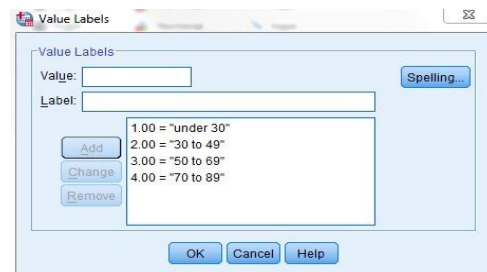 Value Labels
Value Labels
Value:
Spelling...
Label:
Add
1.00 = "under 30"
2.00 = "30 to 49"
Change
3.00 = "50 to 69"
4.00 = "70 to 89"
Remove
OK Cancel Help